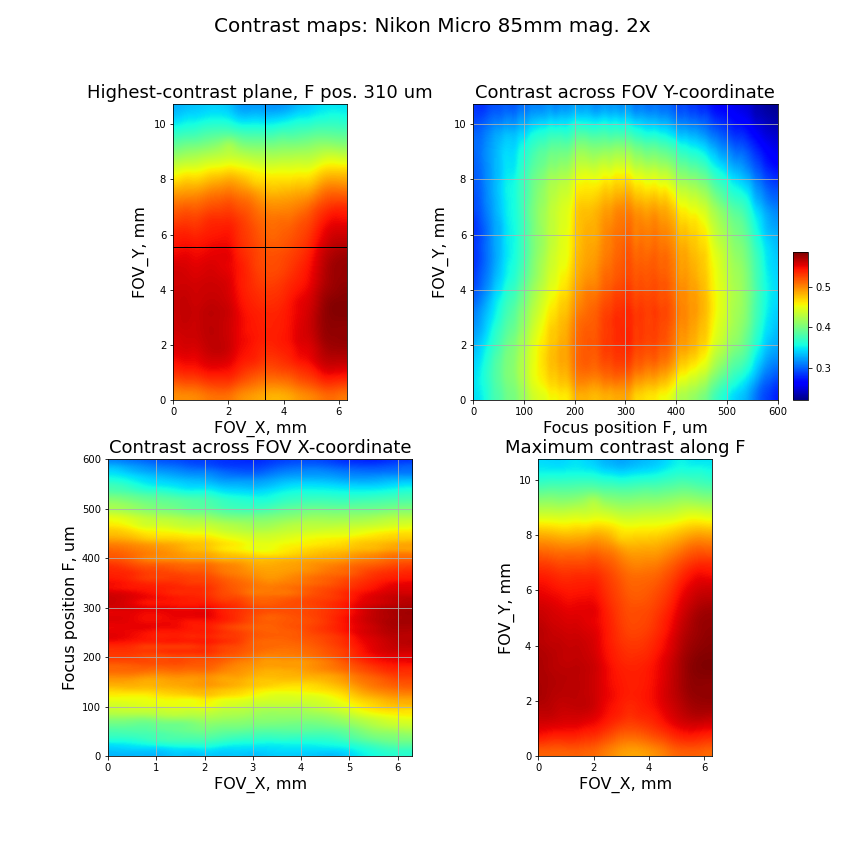 Contrast maps: Nikon Micro 85mm mag. 2x
Highest-contrast plane, F pos. 310 um
FOV_Y, mm
10
8
6
4
2
0
0 2 4 6
FOV_X, mm
Contrast across FOV Y-coordinate
FOV_Y, mm
10
8
6
4
2
0
0 100 200 300 400 500 600
Focus position F, um
0.5
0.4
0.3
Contrast across FOV X-coordinate
Focus position F, um
600
500
400
300
200
100
0
0 1 2 3 4 5 6
FOV_X, mm
Maximum contrast along F
FOV_Y, mm
10
8
6
4
2
0
0 2 4 6
FOV_X, mm